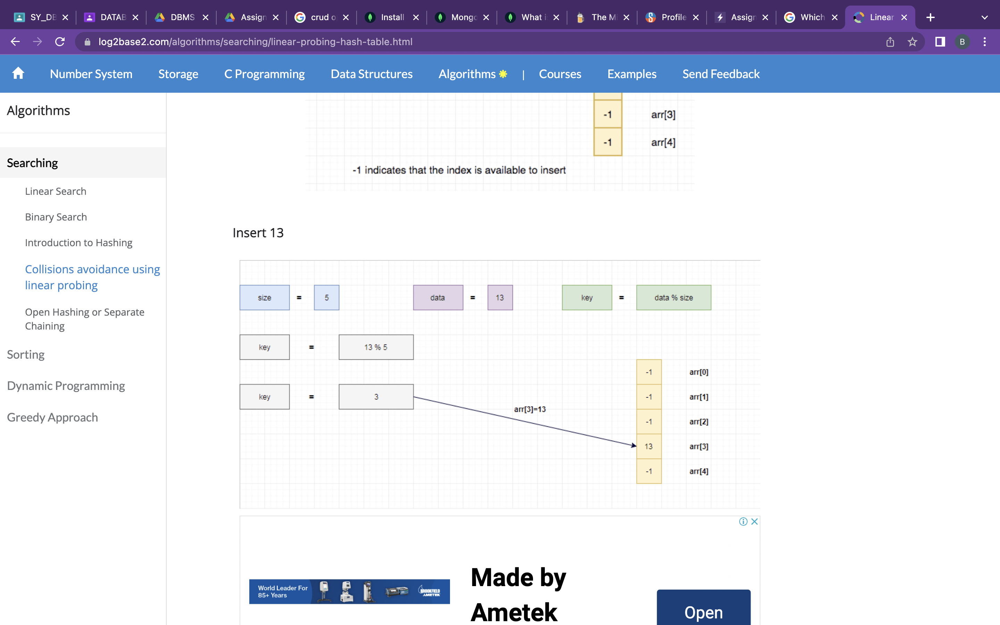 SY_DB
DATAB
DBMS
Assign
crud o
Install
Mongo
What i
The Mi
Profile
Assign
Which
Linear
log2base2.com/algorithms/searching/linear-probing-hash-table.html
B
Number System
Storage
C Programming
Data Structures
Algorithms
|
Courses
Examples
Send Feedback
Algorithms
Searching
Linear Search
Binary Search
Introduction to Hashing
Collisions avoidance using
linear probing
Open Hashing or Separate
Chaining
Sorting
Dynamic Programming
Greedy Approach
-1 arr[3]
-1 arr[4]
-1 indicates that the index is available to insert
Insert 13
size = 5 data = 13 key = data % size
key = 13 % 5
-1 arr[0]
key = 3 -1 arr[1]
arr[3]=13
-1 arr[2]
13 arr[3]
-1 arr[4]
World Leader For
85+ Years
BROOKFIELD
AMETEK
Made by
Ametek
Open